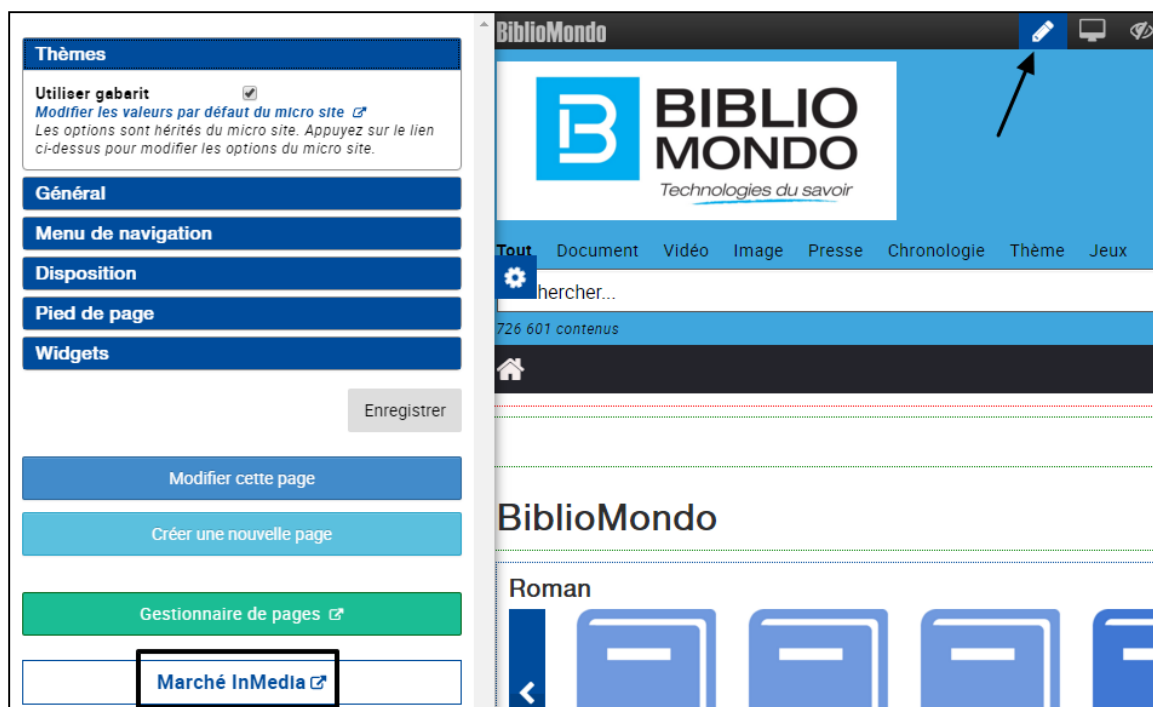 Thèmes
Utiliser gabarit
Modifier les valeurs par défaut du micro site
Les options sont hérités du micro site. Appuyez sur le lien
ci-dessus pour modifier les options du micro site.
Général
Menu de navigation
Disposition
Pied de page
Widgets
Enregistrer
Modifier cette page
Créer une nouvelle page
Gestionnaire de pages
Marché InMedia
BiblioMondo
B BIBLIO
MONDO
Technologies du savoir
Tout Document Vidéo Image Presse Chronologie Thème Jeux
hercher...
726 601 contenus
BiblioMondo
Roman